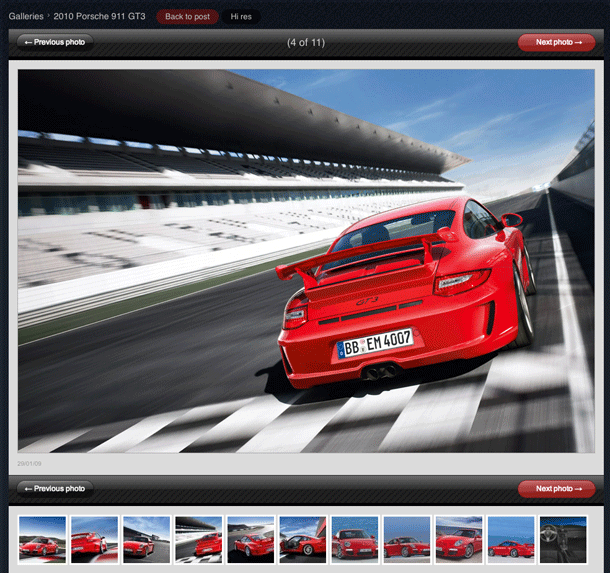 Galleries › 2010 Porsche 911 GT3 Back to post Hi res
← Previous photo (4 of 11) Next photo →
GT3
BB EM 4007
29/01/09
← Previous photo Next photo →